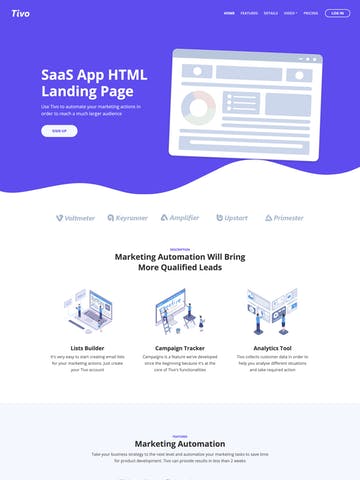 Tivo
HOME FEATURES DETAILS VIDEO PRICING LOG IN
SaaS App HTML
Landing Page
Use Tivo to automate your marketing actions in
order to reach a much larger audience
SIGN UP
Voltmeter Keyranner Amplifier Upstart Primester
DESCRIPTION
Marketing Automation Will Bring
More Qualified Leads
Lists Builder
It's very easy to start creating email lists
for your marketing actions. Just create
your Tivo account
Campaign Tracker
Campaigns is a feature we've developed
since the beginning because it's at the
core of Tivo's functionalities
Analytics Tool
Tivo collects customer data in order to
help you analyse different situations
and take required action
FEATURES
Marketing Automation
Take your business strategy to the next level and automate your marketing tasks to save time
for product development. Tivo can provide results in less than 2 weeks